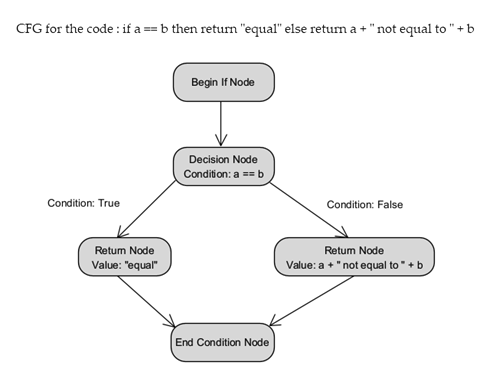 CFG for the code : if a == b then return "equal" else return a + " not equal to " + b
Begin If Node
Decision Node
Condition: a == b
Condition: True
Condition: False
Return Node
Value: "equal"
Return Node
Value: a + " not equal to " + b
End Condition Node